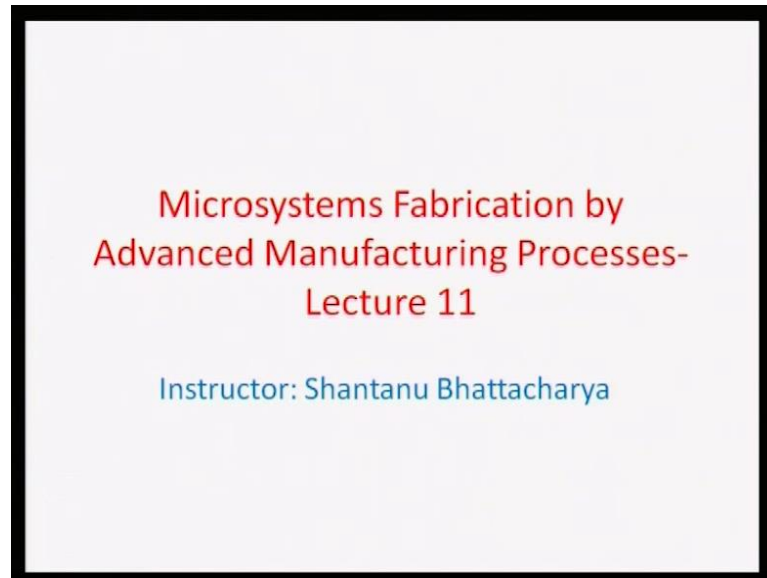 Microsystems Fabrication by
Advanced Manufacturing Processes-
Lecture 11
Instructor: Shantanu Bhattacharya